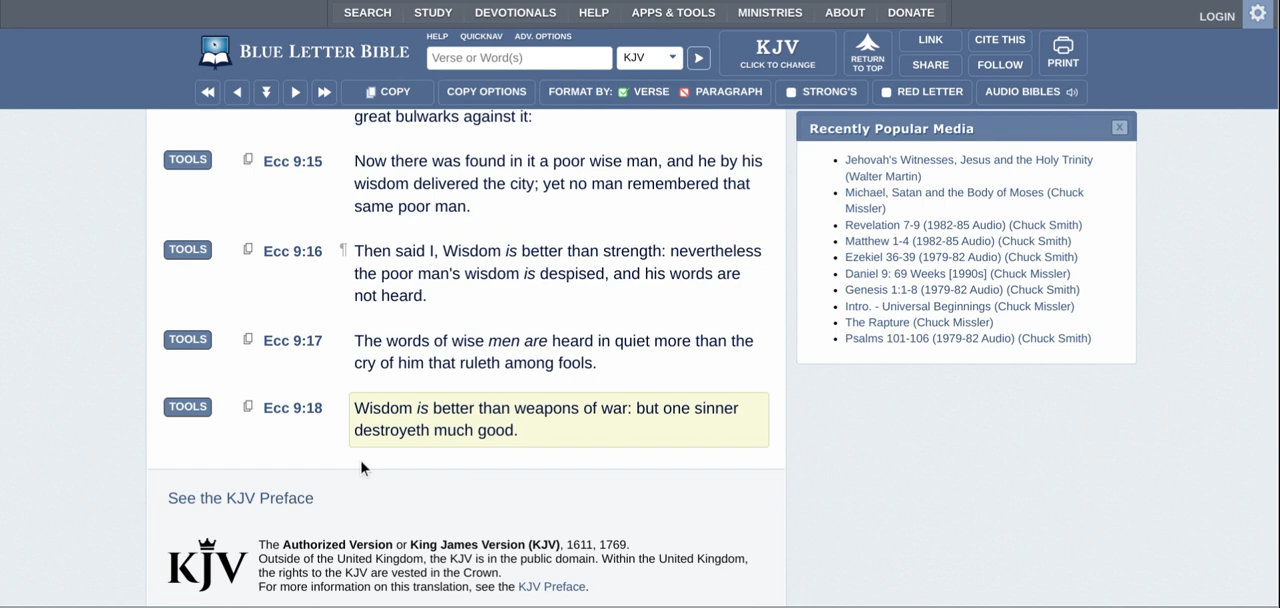 SEARCH STUDY DEVOTIONALS HELP APPS & TOOLS MINISTRIES ABOUT DONATE
LOGIN
BLUE LETTER BIBLE
HELP QUICKNAV ADV. OPTIONS
Verse or Word(s)
KJV
KJV
CLICK TO CHANGE
RETURN
TO TOP
LINK
CITE THIS
SHARE
FOLLOW
PRINT
COPY
COPY OPTIONS
FORMAT BY: VERSE PARAGRAPH
STRONG'S
RED LETTER
AUDIO BIBLES
great bulwarks against it:
TOOLS Ecc 9:15 Now there was found in it a poor wise man, and he by his
wisdom delivered the city; yet no man remembered that
same poor man.
TOOLS Ecc 9:16 ¶ Then said I, Wisdom is better than strength: nevertheless
the poor man's wisdom is despised, and his words are
not heard.
TOOLS Ecc 9:17 The words of wise men are heard in quiet more than the
cry of him that ruleth among fools.
TOOLS Ecc 9:18 Wisdom is better than weapons of war: but one sinner
destroyeth much good.
See the KJV Preface
KJV
The Authorized Version or King James Version (KJV), 1611, 1769.
Outside of the United Kingdom, the KJV is in the public domain. Within the United Kingdom,
the rights to the KJV are vested in the Crown.
For more information on this translation, see the KJV Preface.
Recently Popular Media X
• Jehovah's Witnesses, Jesus and the Holy Trinity
(Walter Martin)
• Michael, Satan and the Body of Moses (Chuck
Missler)
• Revelation 7-9 (1982-85 Audio) (Chuck Smith)
• Matthew 1-4 (1982-85 Audio) (Chuck Smith)
• Ezekiel 36-39 (1979-82 Audio) (Chuck Smith)
• Daniel 9: 69 Weeks [1990s] (Chuck Missler)
• Genesis 1:1-8 (1979-82 Audio) (Chuck Smith)
• Intro. - Universal Beginnings (Chuck Missler)
• The Rapture (Chuck Missler)
• Psalms 101-106 (1979-82 Audio) (Chuck Smith)